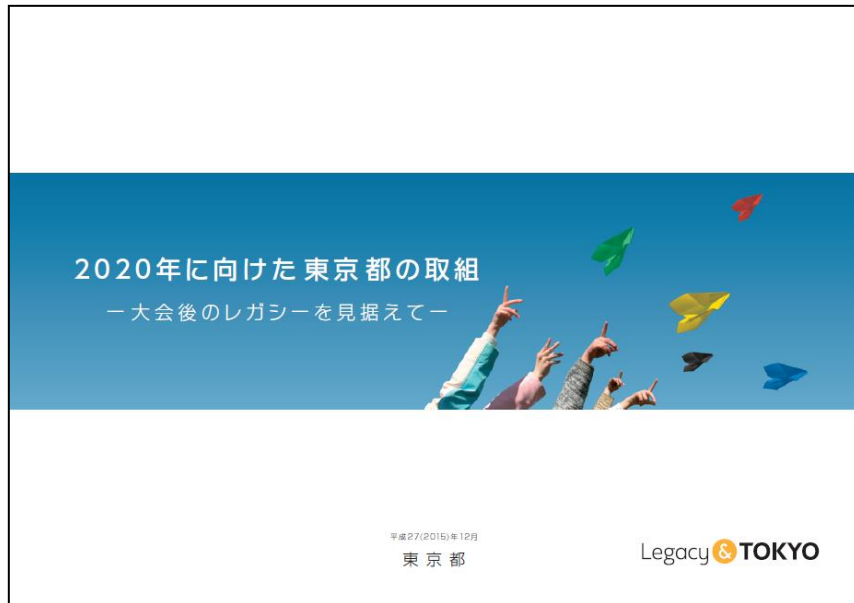 2020年に向けた東京都の取組
－大会後のレガシーを見据えて－
平成27(2015)年12月
東京都
Legacy & TOKYO